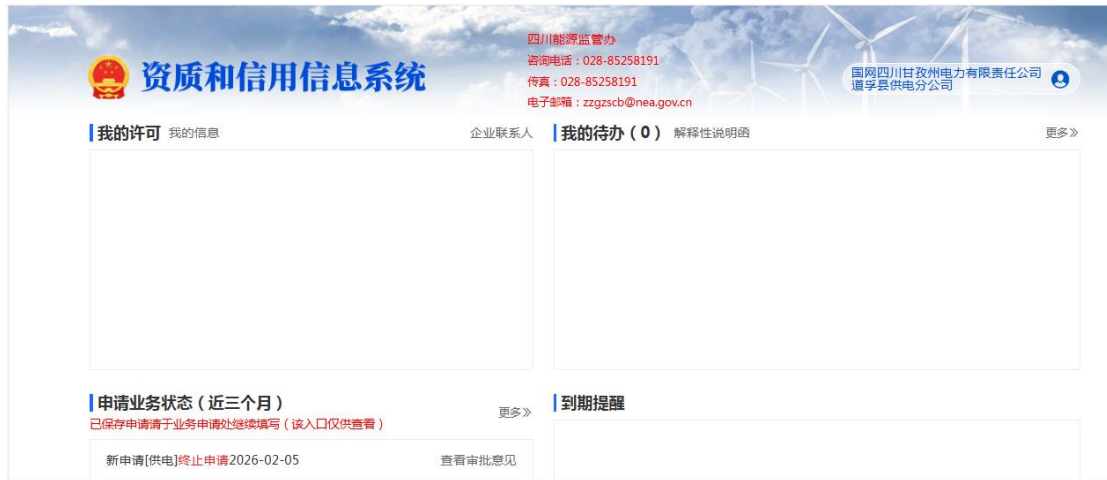 四川能源监管办
咨询电话：028-85258191
传真：028-85258191
电子邮箱：zzgzscb@nea.gov.cn
资质和信用信息系统
国网四川甘孜州电力有限责任公司
道孚县供电分公司
我的许可 我的信息 企业联系人
我的待办（0） 解释性说明函 更多》
申请业务状态（近三个月） 更多》
已保存申请请于业务申请处继续填写（该入口仅供查看）
新申请[供电]终止申请2026-02-05 查看审批意见
到期提醒